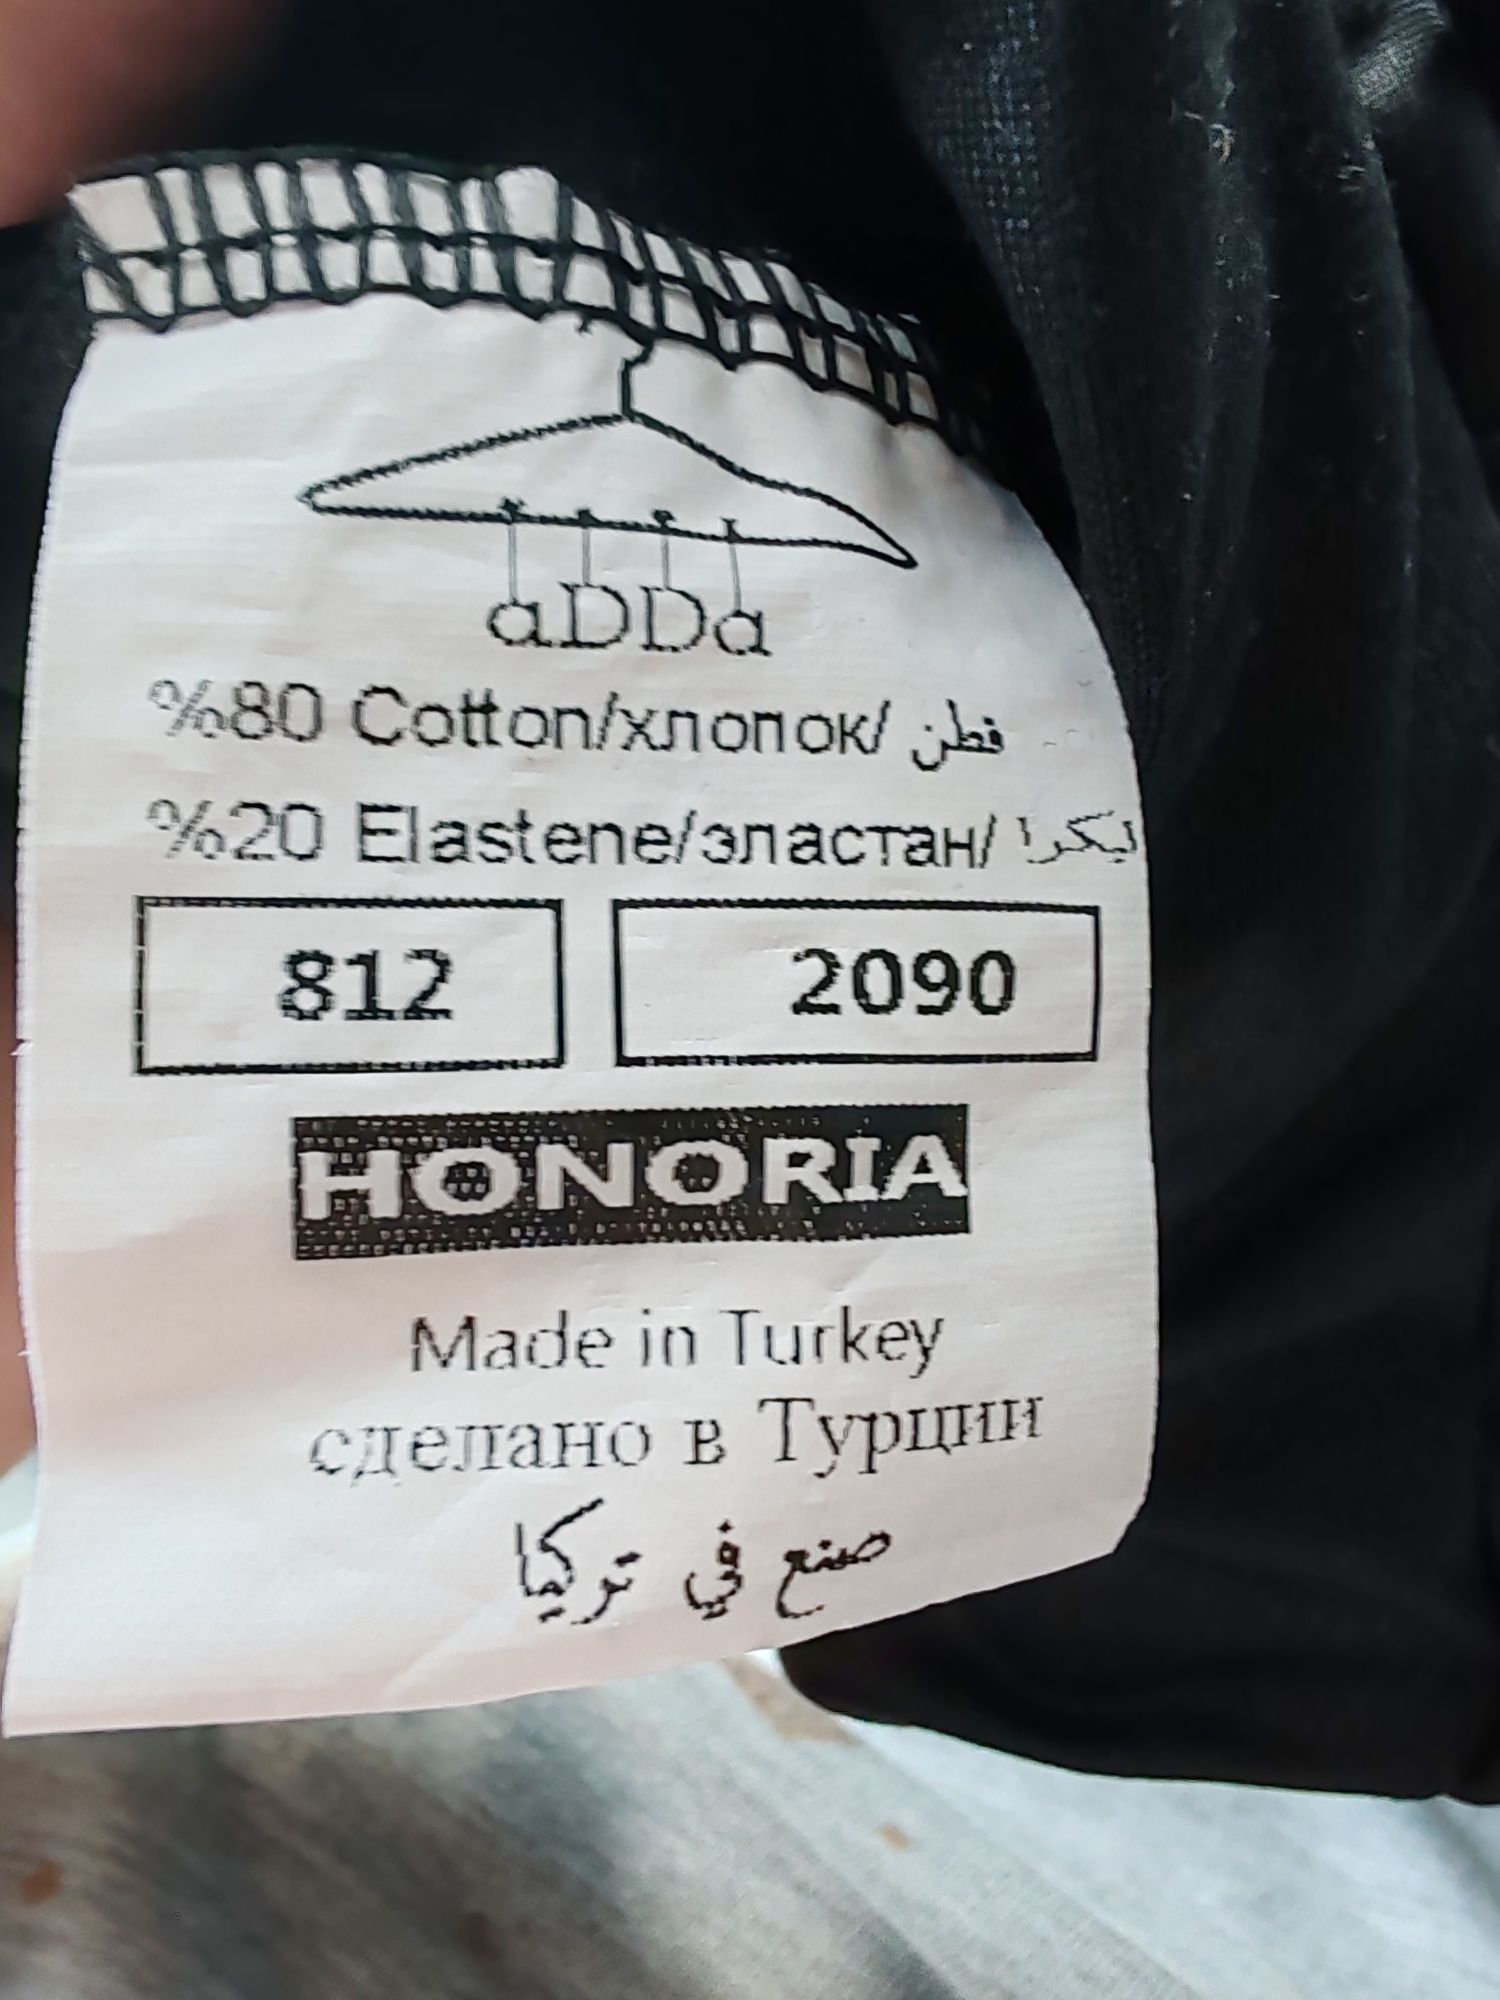 aDDa
%80 Cotton/хлопок/ قطن
%20 Elastene/эластан/ ليكرا
812
2090
HONORIA
Made in Turkey
сделано в Турции
صنع في تركيا